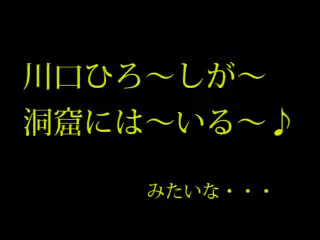 川口ひろ〜しが〜
洞窟には〜いる〜♪
みたいな・・・